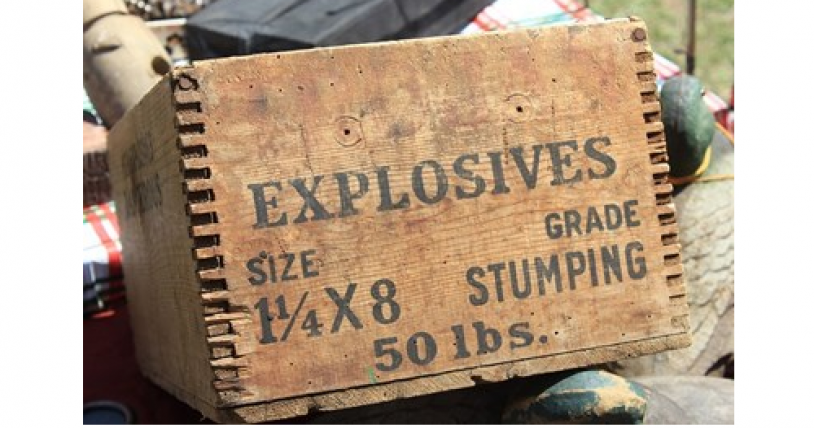 EXPLOSIVES
GRADE
SIZE
STUMPING
1¼X8
50 lbs.